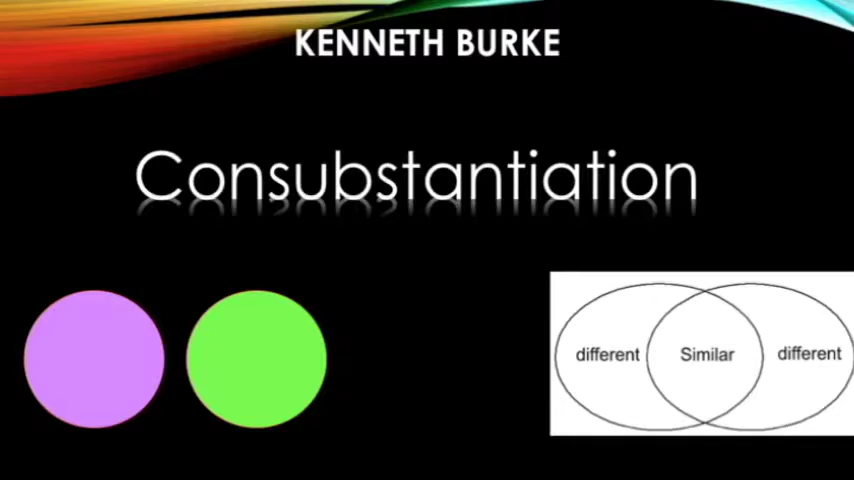 KENNETH BURKE
Consubstantiation
different Similar different